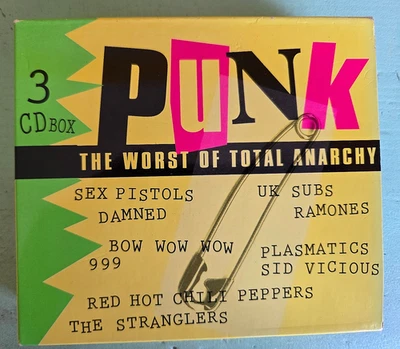 3
CD BOX
PuNk
THE WORST OF TOTAL ANARCHY
SEX PISTOLS
UK SUBS
DAMNED
RAMONES
BOW WOW WOW
PLASMATICS
999
SID VICIOUS
RED HOT CHILI PEPPERS
THE STRANGLERS